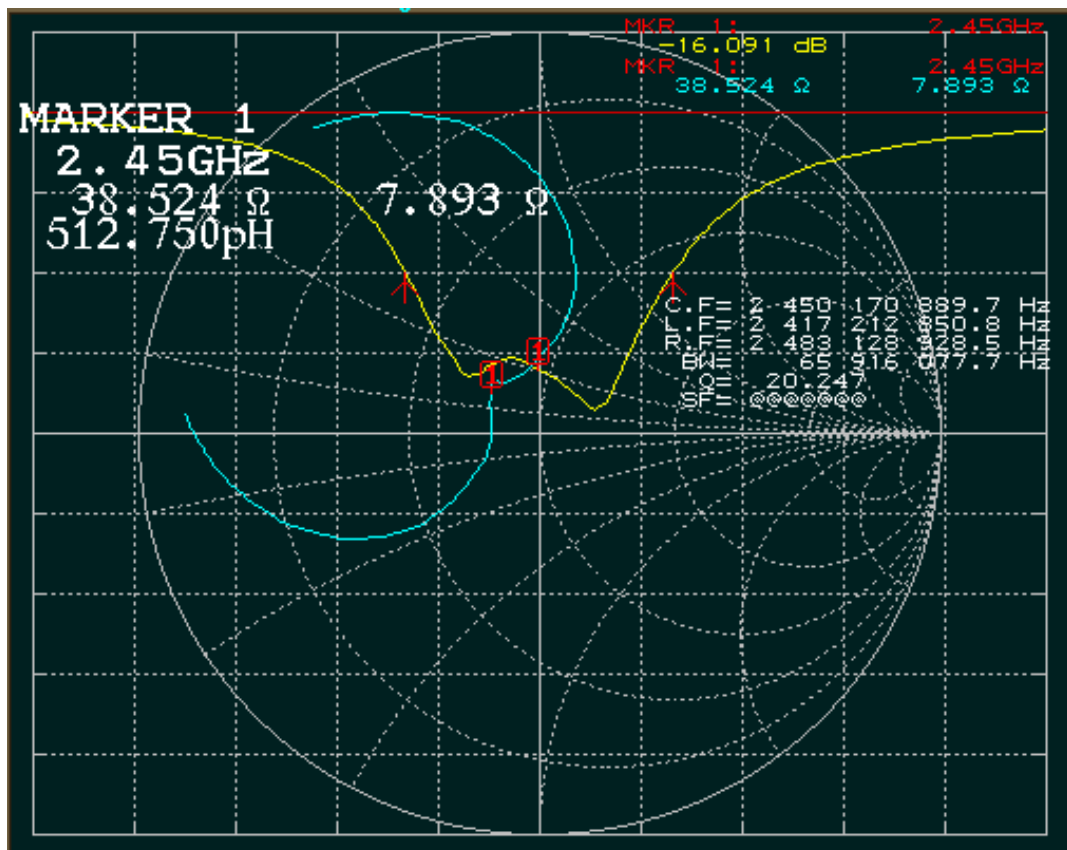 MKR 1: 2.45GHz
-16.091 dB
MKR 1: 2.45GHz
38.524 Ω 7.893 Ω
MARKER 1
2.45GHz
38.524 Ω 7.893 Ω
512.750pH
C.F= 2 450 170 889.7 Hz
L.F= 2 417 212 850.8 Hz
R.F= 2 483 128 928.5 Hz
BW= 65 916 077.7 Hz
Q= 20.247
SF= @@@@@@@
1
1